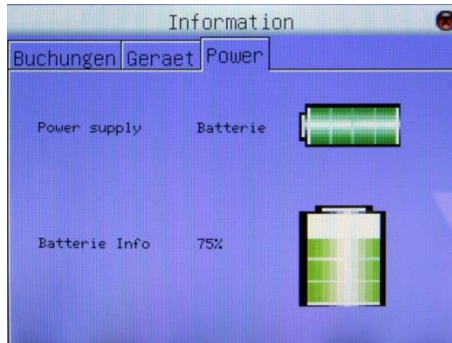 Information
Buchungen Geraet Power
Power supply Batterie
Batterie Info 75%